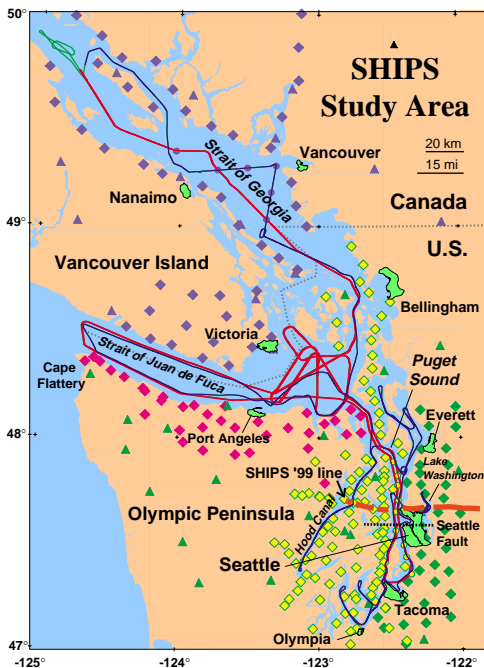 50°
SHIPS
Study Area
20 km
15 mi
Strait of Georgia
Vancouver
Nanaimo
Canada
49°
U.S.
Vancouver Island
Bellingham
Victoria
Strait of Juan de Fuca
Cape
Flattery
Puget
Sound
Port Angeles
Everett
48°
Lake
Washington
SHIPS '99 line
Olympic Peninsula
Hood Canal
Seattle
Fault
Seattle
Tacoma
Olympia
47°
-125
-124
-123
-122